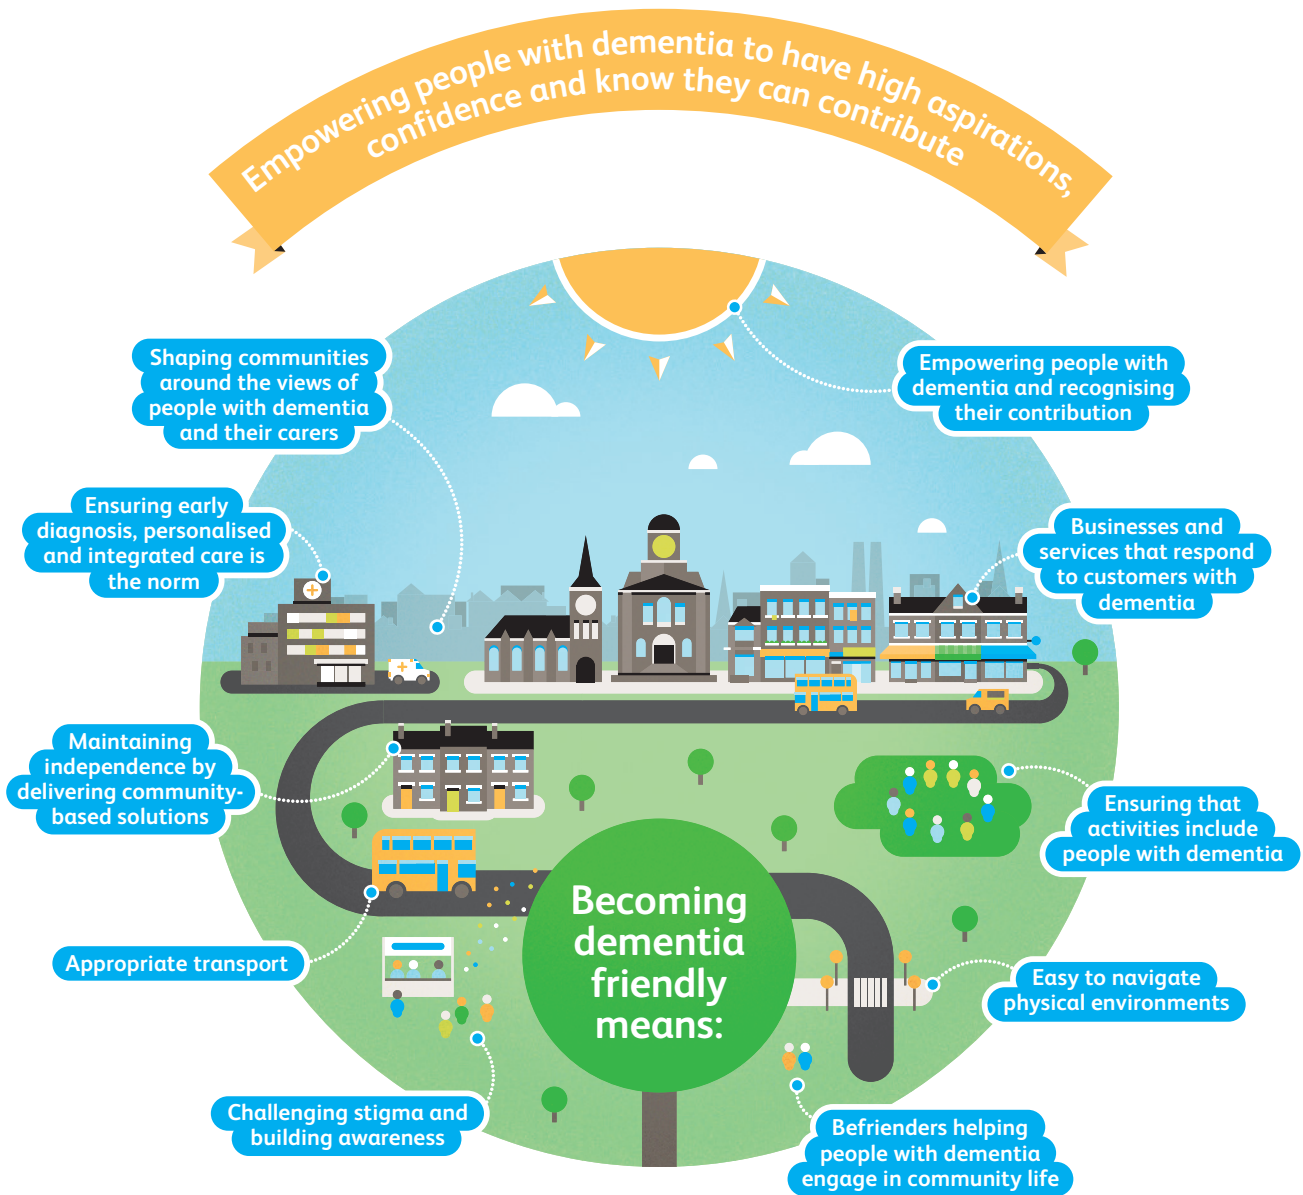 Empowering people with dementia to have high aspirations,
confidence and know they can contribute
Shaping communities
around the views of
people with dementia
and their carers
Empowering people with
dementia and recognising
their contribution
Ensuring early
diagnosis, personalised
and integrated care is
the norm
Businesses and
services that respond
to customers with
dementia
Maintaining
independence by
delivering community-
based solutions
Ensuring that
activities include
people with dementia
Becoming
dementia
friendly
means:
Appropriate transport
Easy to navigate
physical environments
Challenging stigma and
building awareness
Befrienders helping
people with dementia
engage in community life